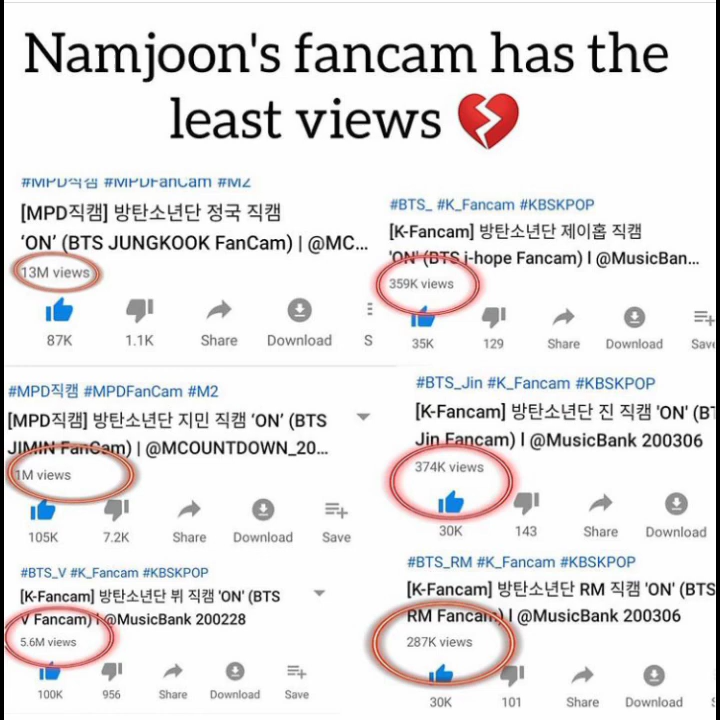 Namjoon's fancam has the
least views 💔
#MPD직캠 #MPDFanCam #M2
[MPD직캠] 방탄소년단 정국 직캠
‘ON’ (BTS JUNGKOOK FanCam) | @MC...
13M views
87K 1.1K Share Download S
#BTS_ #K_Fancam #KBSKPOP
[K-Fancam] 방탄소년단 제이홉 직캠
'ON' (BTS j-hope Fancam) l @MusicBan...
359K views
35K 129 Share Download Save
#MPD직캠 #MPDFanCam #M2
[MPD직캠] 방탄소년단 지민 직캠 ‘ON’ (BTS
JIMIN FanCam) | @MCOUNTDOWN_20...
1M views
105K 7.2K Share Download Save
#BTS_Jin #K_Fancam #KBSKPOP
[K-Fancam] 방탄소년단 진 직캠 'ON' (BT
Jin Fancam) l @MusicBank 200306
374K views
30K 143 Share Download
#BTS_V #K_Fancam #KBSKPOP
[K-Fancam] 방탄소년단 뷔 직캠 'ON' (BTS
V Fancam) l @MusicBank 200228
5.6M views
100K 956 Share Download Save
#BTS_RM #K_Fancam #KBSKPOP
[K-Fancam] 방탄소년단 RM 직캠 'ON' (BTS
RM Fancam) l @MusicBank 200306
287K views
30K 101 Share Download